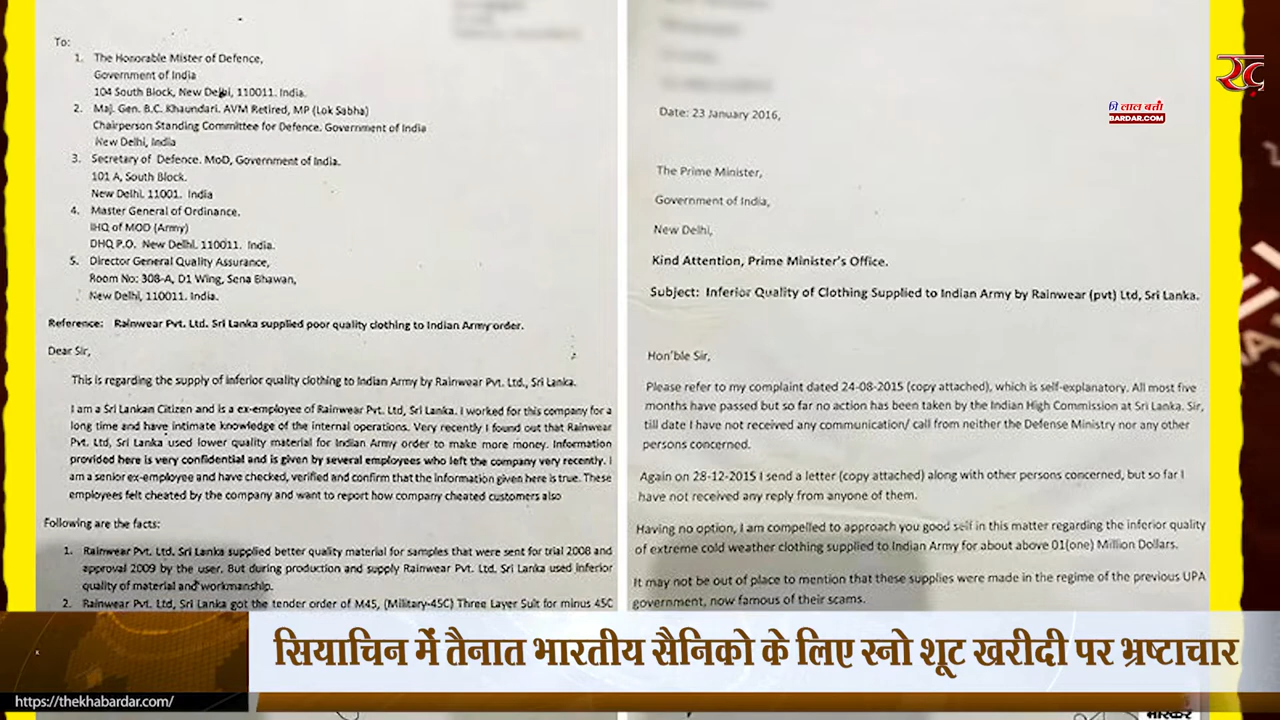 To:
1. The Honorable Mister of Defence,
Government of India
104 South Block, New Delhi, 110011. India.
2. Maj. Gen. B.C. Khaundari. AVM Retired, MP (Lok Sabha)
Chairperson Standing Committee for Defence. Government of India
New Delhi, India
3. Secretary of Defence. MoD, Government of India.
101 A, South Block.
New Delhi, 11001. India
4. Master General of Ordinance.
IHQ of MOD (Army)
DHQ P.O. New Delhi. 110011. India.
5. Director General Quality Assurance,
Room No: 308-A, D1 Wing, Sena Bhawan,
New Delhi, 110011. India.
Reference: Rainwear Pvt. Ltd. Sri Lanka supplied poor quality clothing to Indian Army order.
Dear Sir,
This is regarding the supply of inferior quality clothing to Indian Army by Rainwear Pvt. Ltd., Sri Lanka.
I am a Sri Lankan Citizen and is a ex-employee of Rainwear Pvt. Ltd, Sri Lanka. I worked for this company for a
long time and have intimate knowledge of the internal operations. Very recently I found out that Rainwear
Pvt. Ltd, Sri Lanka used lower quality material for Indian Army order to make more money. Information
provided here is very confidential and is given by several employees who left the company very recently. I
am a senior ex-employee and have checked, verified and confirm that the information given here is true. These
employees felt cheated by the company and want to report how company cheated customers also
Following are the facts:
1. Rainwear Pvt. Ltd. Sri Lanka supplied better quality material for samples that were sent for trial 2008 and
approval 2009 by the user. But during production and supply Rainwear Pvt. Ltd. Sri Lanka used inferior
quality of material and workmanship.
2. Rainwear Pvt. Ltd, Sri Lanka got the tender order of M45, (Military-45C) Three Layer Suit for minus 45C
Date: 23 January 2016,
The Prime Minister,
Government of India,
New Delhi,
Kind Attention, Prime Minister's Office.
Subject: Inferior Quality of Clothing Supplied to Indian Army by Rainwear (pvt) Ltd, Sri Lanka.
Hon'ble Sir,
Please refer to my complaint dated 24-08-2015 (copy attached), which is self-explanatory. All most five
months have passed but so far no action has been taken by the Indian High Commission at Sri Lanka. Sir,
till date I have not received any communication/ call from neither the Defense Ministry nor any other
persons concerned.
Again on 28-12-2015 I send a letter (copy attached) along with other persons concerned, but so far I
have not received any reply from anyone of them.
Having no option, I am compelled to approach you good self in this matter regarding the inferior quality
of extreme cold weather clothing supplied to Indian Army for about above 01(one) Million Dollars.
It may not be out of place to mention that these supplies were made in the regime of the previous UPA
government, now famous of their scams.
लाल बत्ती
BARDAR.COM
सियाचिन में तैनात भारतीय सैनिको के लिए स्नो शूट खरीदी पर भ्रष्टाचार
https://thekhabardar.com/
भास्कर